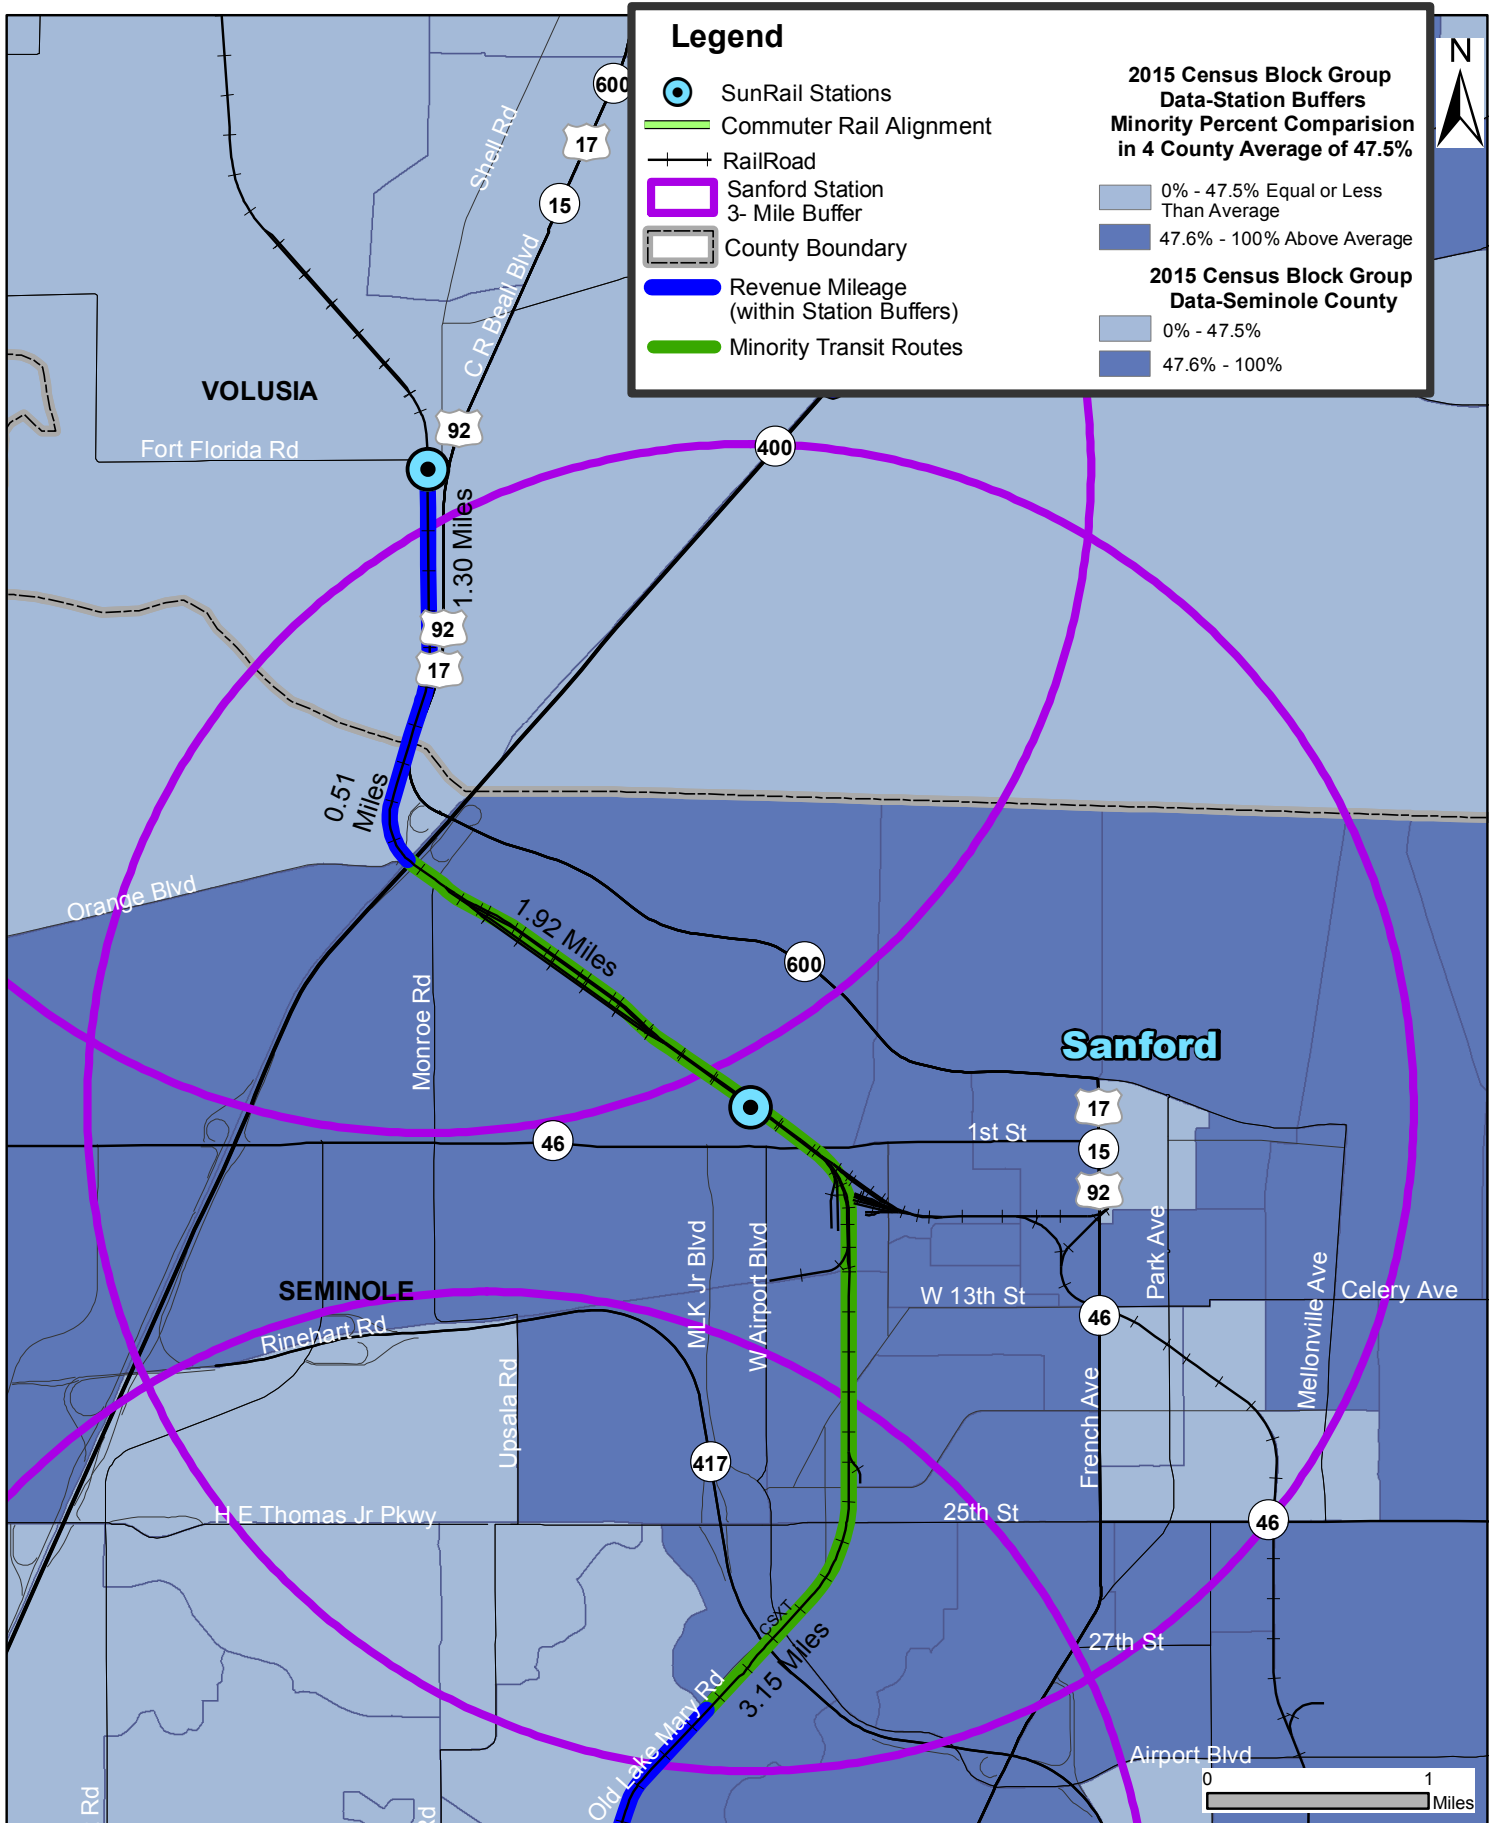 Legend
SunRail Stations
Commuter Rail Alignment
RailRoad
Sanford Station
3- Mile Buffer
County Boundary
Revenue Mileage
(within Station Buffers)
Minority Transit Routes
2015 Census Block Group
Data-Station Buffers
Minority Percent Comparision
in 4 County Average of 47.5%
0% - 47.5% Equal or Less
Than Average
47.6% - 100% Above Average
2015 Census Block Group
Data-Seminole County
0% - 47.5%
47.6% - 100%
N
600
17
Shell Rd
15
C R Beall Blvd
VOLUSIA
92
Fort Florida Rd
400
1.30 Miles
92
17
0.51
Miles
Orange Blvd
1.92 Miles
600
Monroe Rd
Sanford
17
46
1st St
15
92
MLK Jr Blvd
W Airport Blvd
Park Ave
SEMINOLE
W 13th St
Mellonville Ave
Celery Ave
46
Rinehart Rd
Upsala Rd
French Ave
417
H E Thomas Jr Pkwy
25th St
46
CSXT
3.15 Miles
27th St
Old Lake Mary Rd
Airport Blvd
Rd
Rd
0 1
Miles